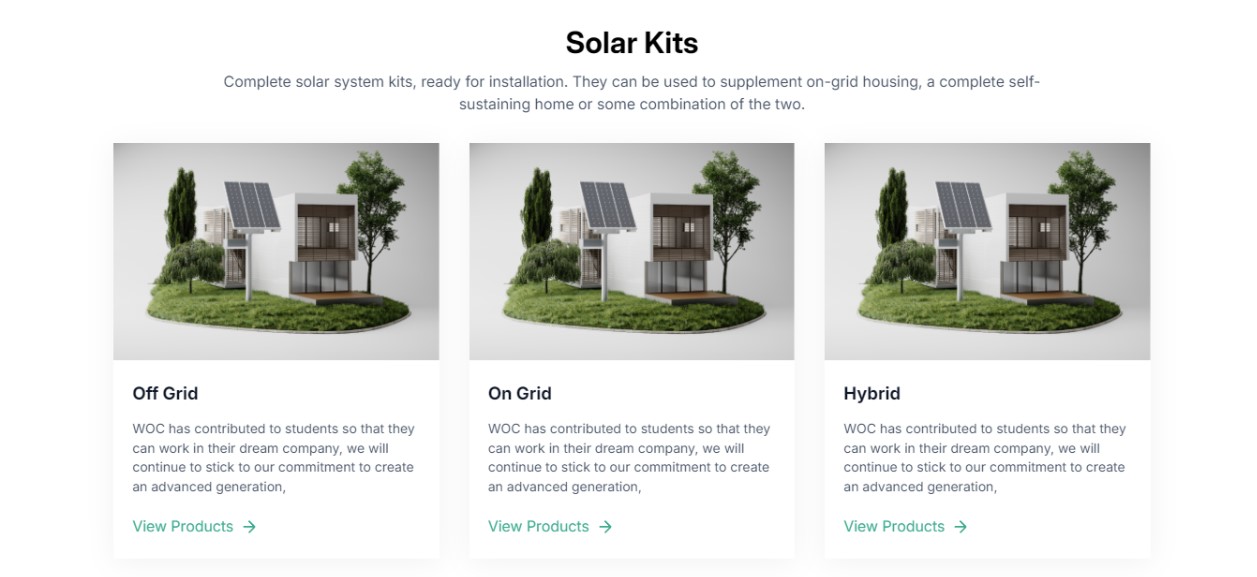 Solar Kits
Complete solar system kits, ready for installation. They can be used to supplement on-grid housing, a complete self-
sustaining home or some combination of the two.
Off Grid
WOC has contributed to students so that they
can work in their dream company, we will
continue to stick to our commitment to create
an advanced generation,
View Products →
On Grid
WOC has contributed to students so that they
can work in their dream company, we will
continue to stick to our commitment to create
an advanced generation,
View Products →
Hybrid
WOC has contributed to students so that they
can work in their dream company, we will
continue to stick to our commitment to create
an advanced generation,
View Products →